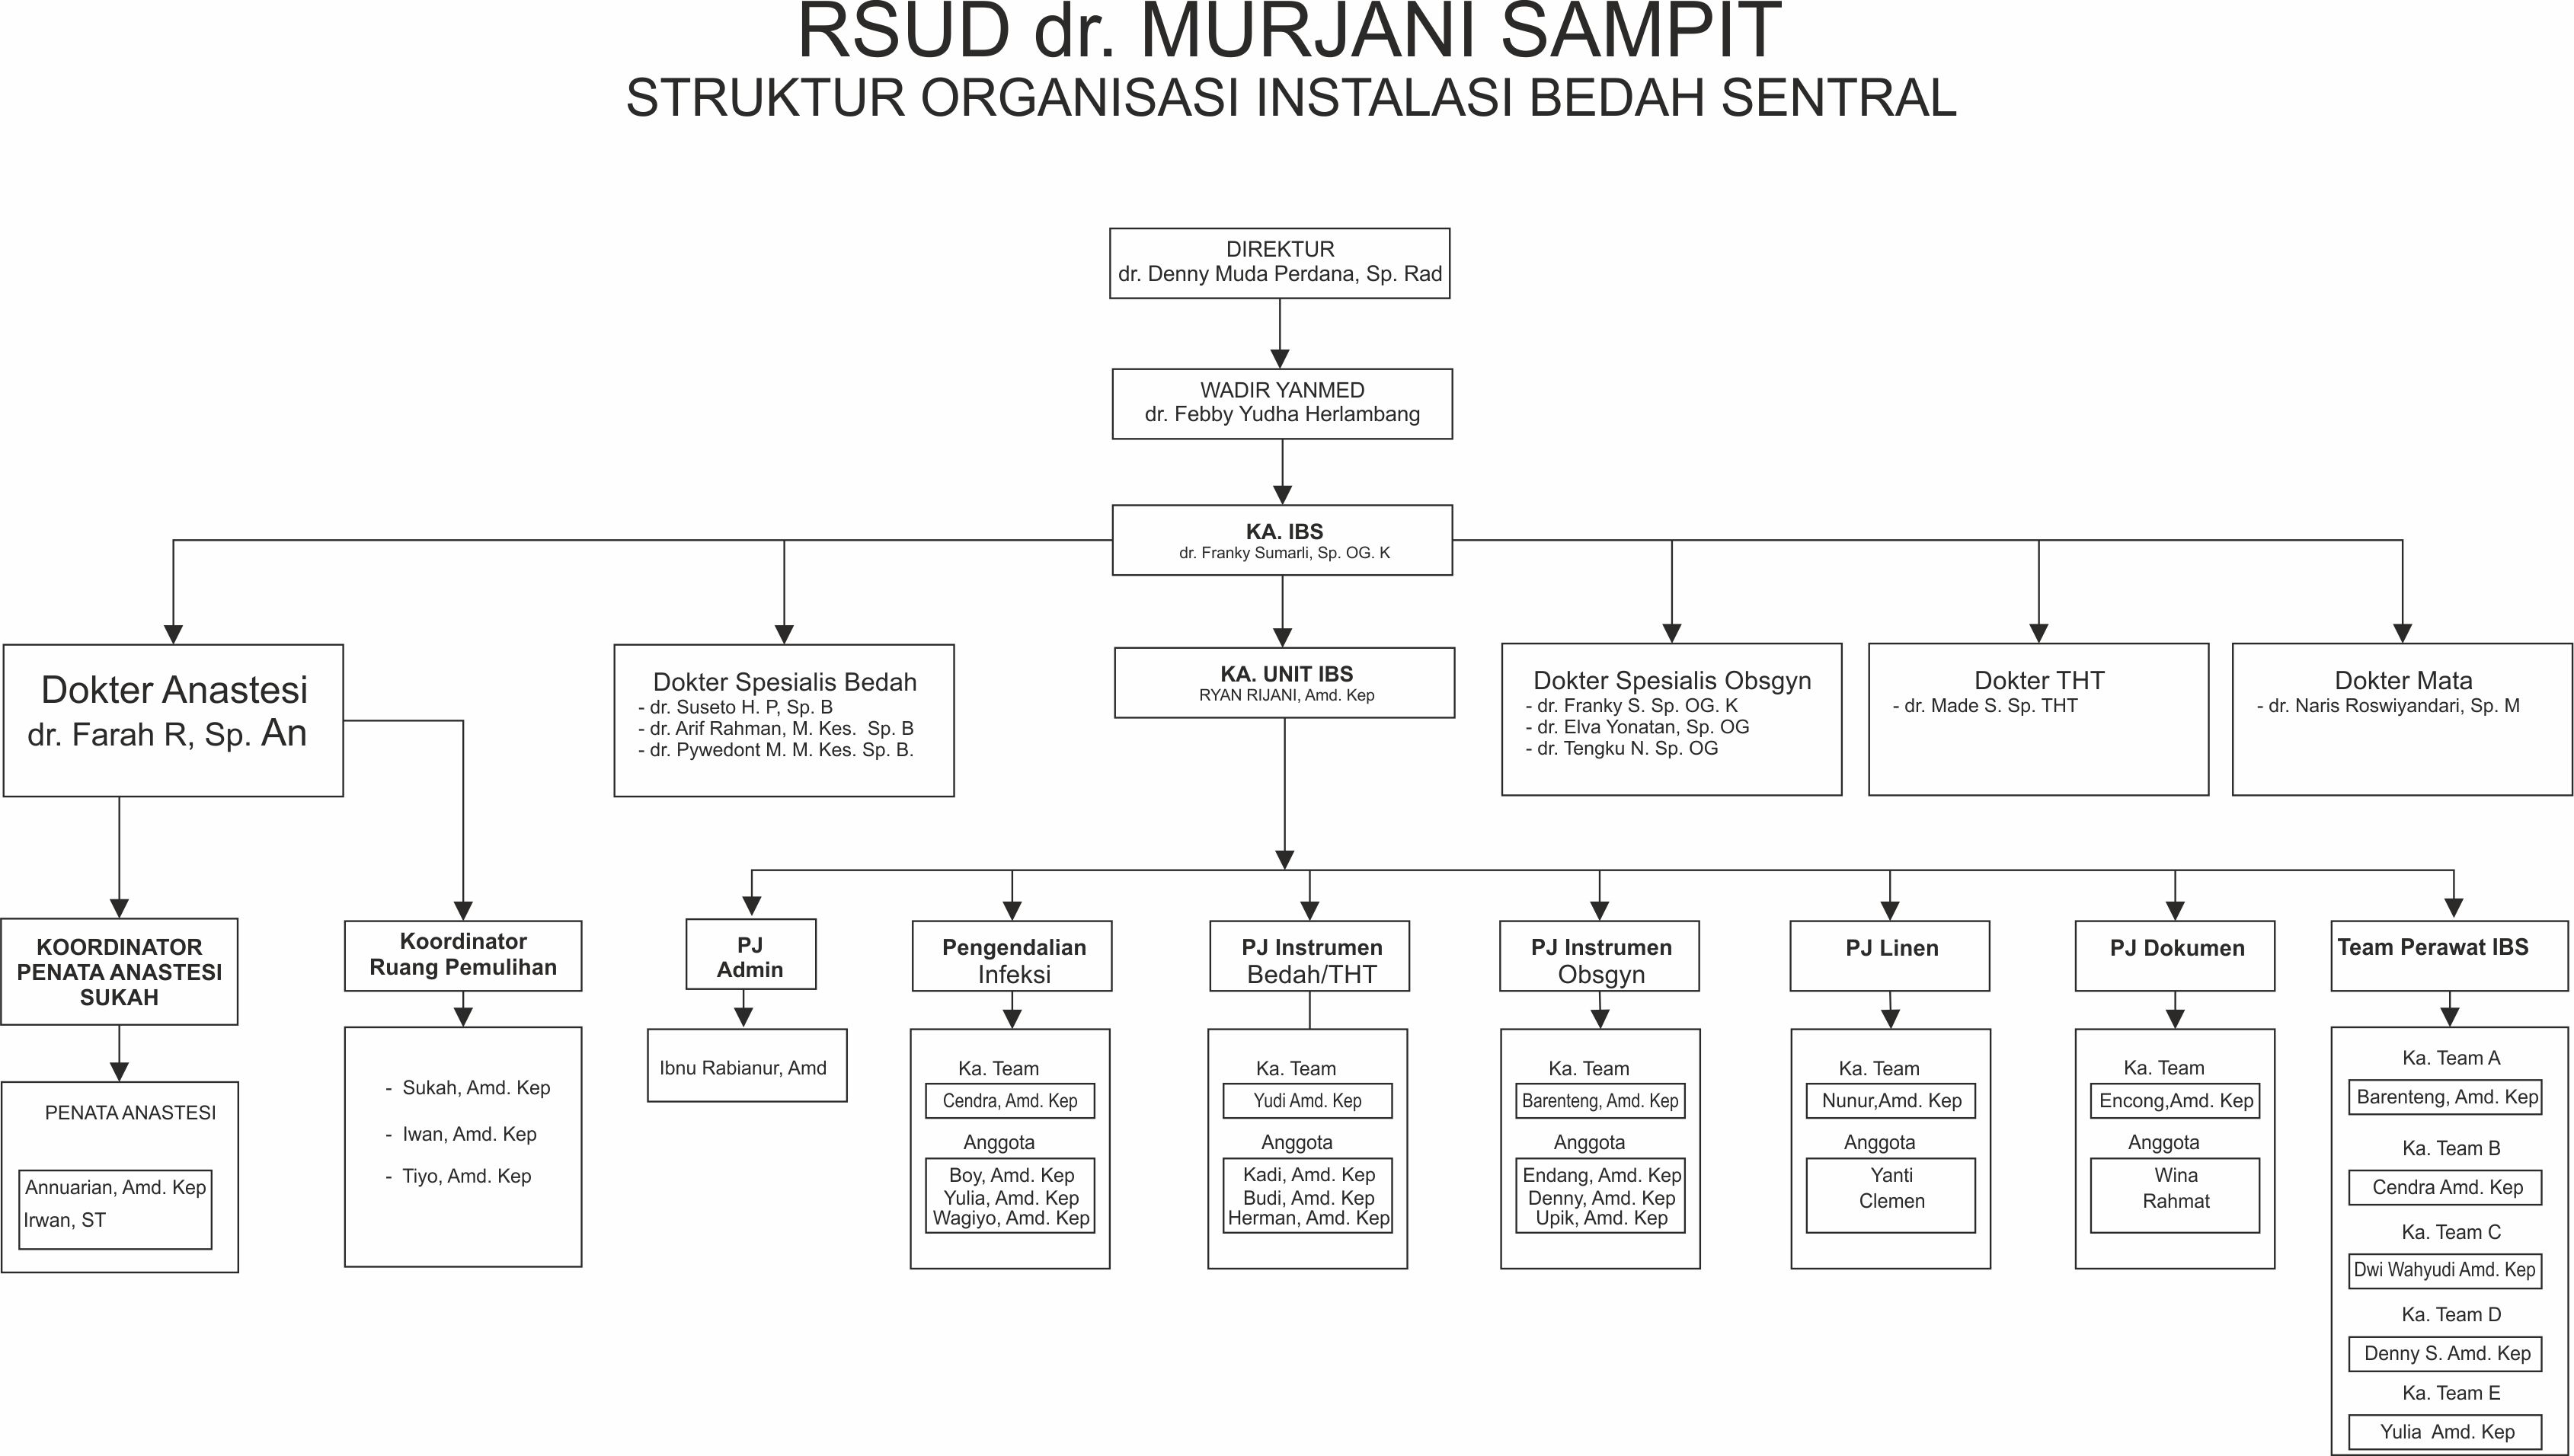 RSUD dr. MURJANI SAMPIT
STRUKTUR ORGANISASI INSTALASI BEDAH SENTRAL
DIREKTUR
dr. Denny Muda Perdana, Sp. Rad
WADIR YANMED
dr. Febby Yudha Herlambang
KA. IBS
dr. Franky Sumarli, Sp. OG. K
Dokter Anastesi
dr. Farah R, Sp. An
Dokter Spesialis Bedah
- dr. Suseto H. P, Sp. B
- dr. Arif Rahman, M. Kes.  Sp. B
- dr. Pywedont M. M. Kes. Sp. B.
KA. UNIT IBS
RYAN RIJANI, Amd. Kep
Dokter Spesialis Obsgyn
- dr. Franky S. Sp. OG. K
- dr. Elva Yonatan, Sp. OG
- dr. Tengku N. Sp. OG
Dokter THT
- dr. Made S. Sp. THT
Dokter Mata
- dr. Naris Roswiyandari, Sp. M
KOORDINATOR
PENATA ANASTESI
SUKAH
PENATA ANASTESI
Annuarian, Amd. Kep
Irwan, ST
Koordinator
Ruang Pemulihan
- Sukah, Amd. Kep
- Iwan, Amd. Kep
- Tiyo, Amd. Kep
PJ
Admin
Ibnu Rabianur, Amd
Pengendalian
Infeksi
Ka. Team
Cendra, Amd. Kep
Anggota
Boy, Amd. Kep
Yulia, Amd. Kep
Wagiyo, Amd. Kep
PJ Instrumen
Bedah/THT
Ka. Team
Yudi Amd. Kep
Anggota
Kadi, Amd. Kep
Budi, Amd. Kep
Herman, Amd. Kep
PJ Instrumen
Obsgyn
Ka. Team
Barenteng, Amd. Kep
Anggota
Endang, Amd. Kep
Denny, Amd. Kep
Upik, Amd. Kep
PJ Linen
Ka. Team
Nunur,Amd. Kep
Anggota
Yanti
Clemen
PJ Dokumen
Ka. Team
Encong,Amd. Kep
Anggota
Wina
Rahmat
Team Perawat IBS
Ka. Team A
Barenteng, Amd. Kep
Ka. Team B
Cendra Amd. Kep
Ka. Team C
Dwi Wahyudi Amd. Kep
Ka. Team D
Denny S. Amd. Kep
Ka. Team E
Yulia  Amd. Kep